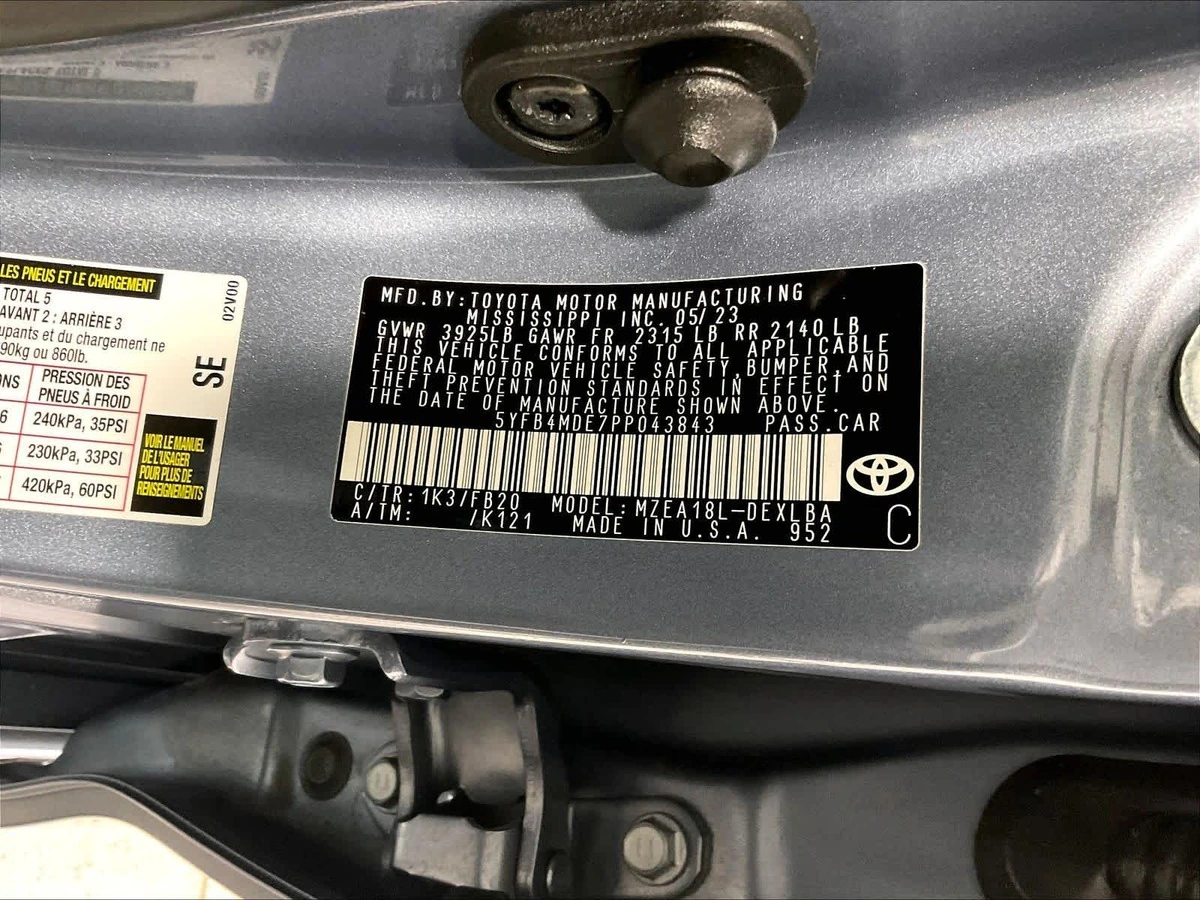 LES PNEUS ET LE CHARGEMENT
TOTAL 5
AVANT 2 : ARRIÈRE 3
upants et du chargement ne
90kg ou 860lb.
PRESSION DES
PNEUS À FROID
240kPa, 35PSI
230kPa, 33PSI
420kPa, 60PSI
VOIR LE MANUEL
DE L'USAGER
POUR PLUS DE
RENSEIGNEMENTS
02V00
SE
MFD.BY:TOYOTA MOTOR MANUFACTURING
MISSISSIPPI INC. 05/23
GVWR 3925LB GAWR FR 2315 LB RR 2140LB
THIS VEHICLE CONFORMS TO ALL APPLICABLE
FEDERAL MOTOR VEHICLE SAFETY,BUMPER,AND
THEFT PREVENTION STANDARDS IN EFFECT ON
THE DATE OF MANUFACTURE SHOWN ABOVE.
5YFB4MDE7PP043843 PASS.CAR
C/TR: 1K3/FB20 MODEL:MZEA18L-DEXLBA
A/TM: /K121 MADE IN U.S.A. 952
C